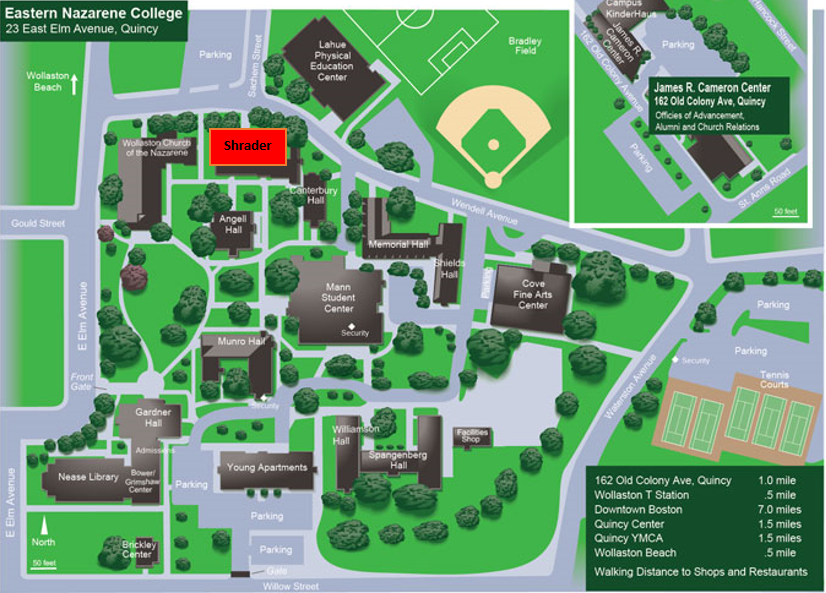 Eastern Nazarene College
23 East Elm Avenue, Quincy
Parking
Sachem Street
Wollaston
Beach
Lahue
Physical
Education
Center
Bradley
Field
Campus
KinderHaus
James R.
Cameron
Center
162 Old Colony Avenue
Parking
Hancock Street
James R. Cameron Center
162 Old Colony Ave, Quincy
Officies of Advancement,
Alumni and Church Relations
Parking
St. Anns Road
50 feet
Wollaston Church
of the Nazarene
Shrader
Canterbury
Hall
Angell
Hall
Wendell Avenue
Gould Street
Memorial Hall
Shields
Hall
Parking
Mann
Student
Center
Security
Cove
Fine Arts
Center
E Elm Avenue
Munro Hall
Security
Front
Gate
Waterston Avenue
Parking
Parking
Security
Tennis
Courts
Gardner
Hall
Admissions
Williamson
Hall
Facilities
Shop
Spangenberg
Hall
Nease Library
Bower/
Grimshaw
Center
Young Apartments
Parking
E Elm Avenue
Parking
North
50 feet
Brickley
Center
Parking
Gate
Willow Street
162 Old Colony Ave, Quincy 1.0 mile
Wollaston T Station .5 mile
Downtown Boston 7.0 miles
Quincy Center 1.5 miles
Quincy YMCA 1.5 miles
Wollaston Beach .5 mile
Walking Distance to Shops and Restaurants